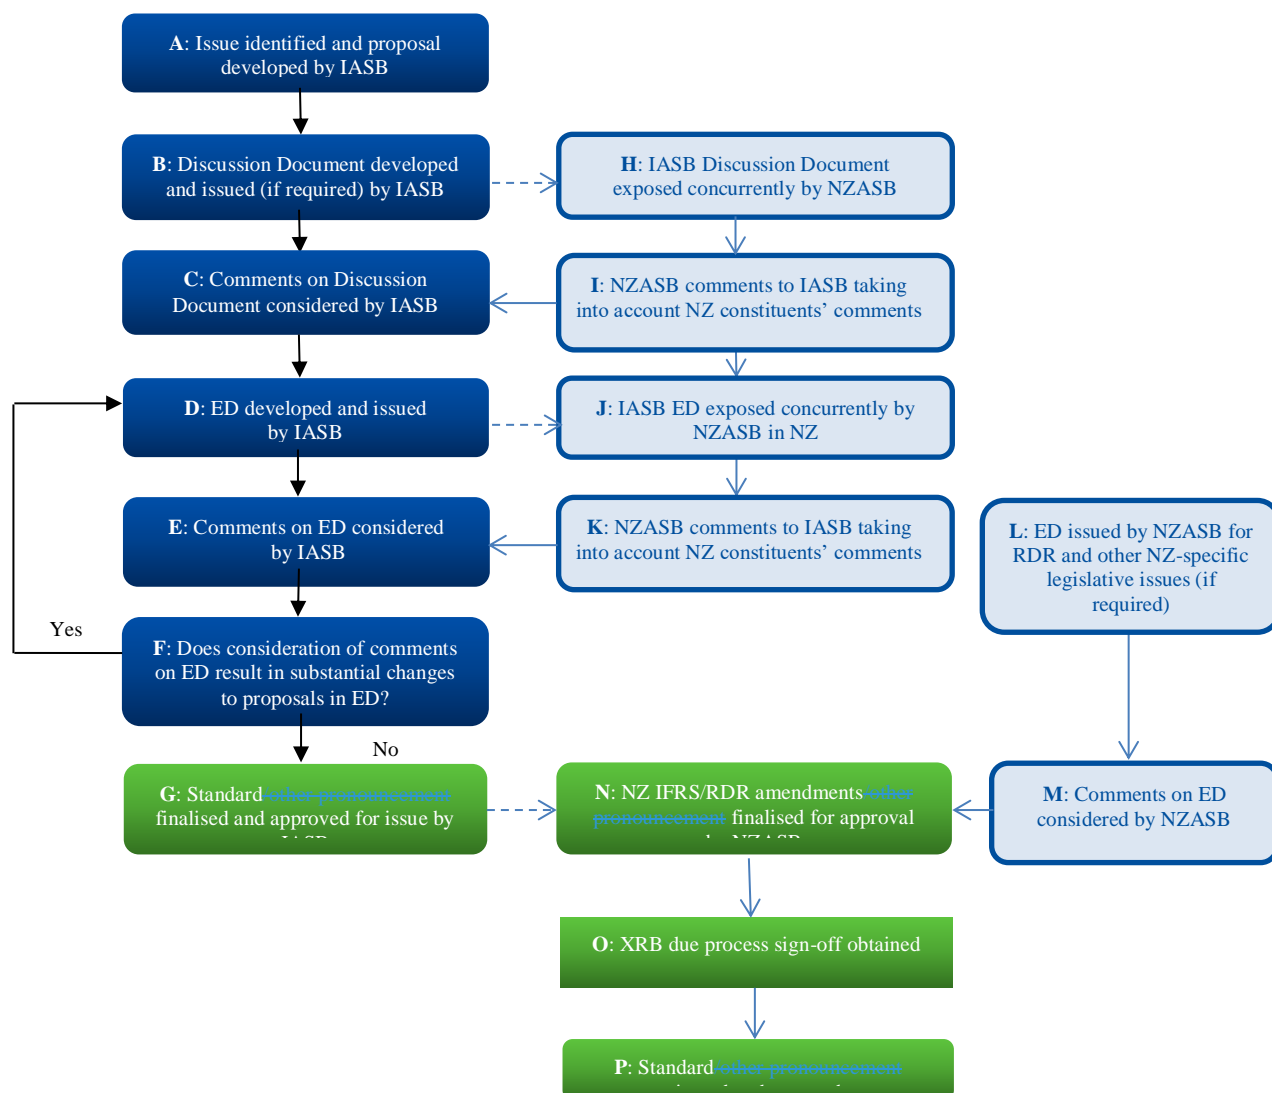 A: Issue identified and proposal
developed by IASB
B: Discussion Document developed
and issued (if required) by IASB
H: IASB Discussion Document
exposed concurrently by NZASB
C: Comments on Discussion
Document considered by IASB
I: NZASB comments to IASB taking
into account NZ constituents’ comments
D: ED developed and issued
by IASB
J: IASB ED exposed concurrently by
NZASB in NZ
E: Comments on ED considered
by IASB
K: NZASB comments to IASB taking
into account NZ constituents’ comments
L: ED issued by NZASB for
RDR and other NZ-specific
legislative issues (if
required)
Yes
F: Does consideration of comments
on ED result in substantial changes
to proposals in ED?
No
G: Standard/other pronouncement
finalised and approved for issue by
N: NZ IFRS/RDR amendments/other
pronouncement finalised for approval
M: Comments on ED
considered by NZASB
O: XRB due process sign-off obtained
P: Standard/other pronouncement